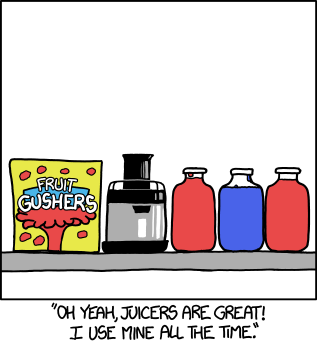 FRUIT
GUSHERS
"OH YEAH, JUICERS ARE GREAT!
I USE MINE ALL THE TIME."